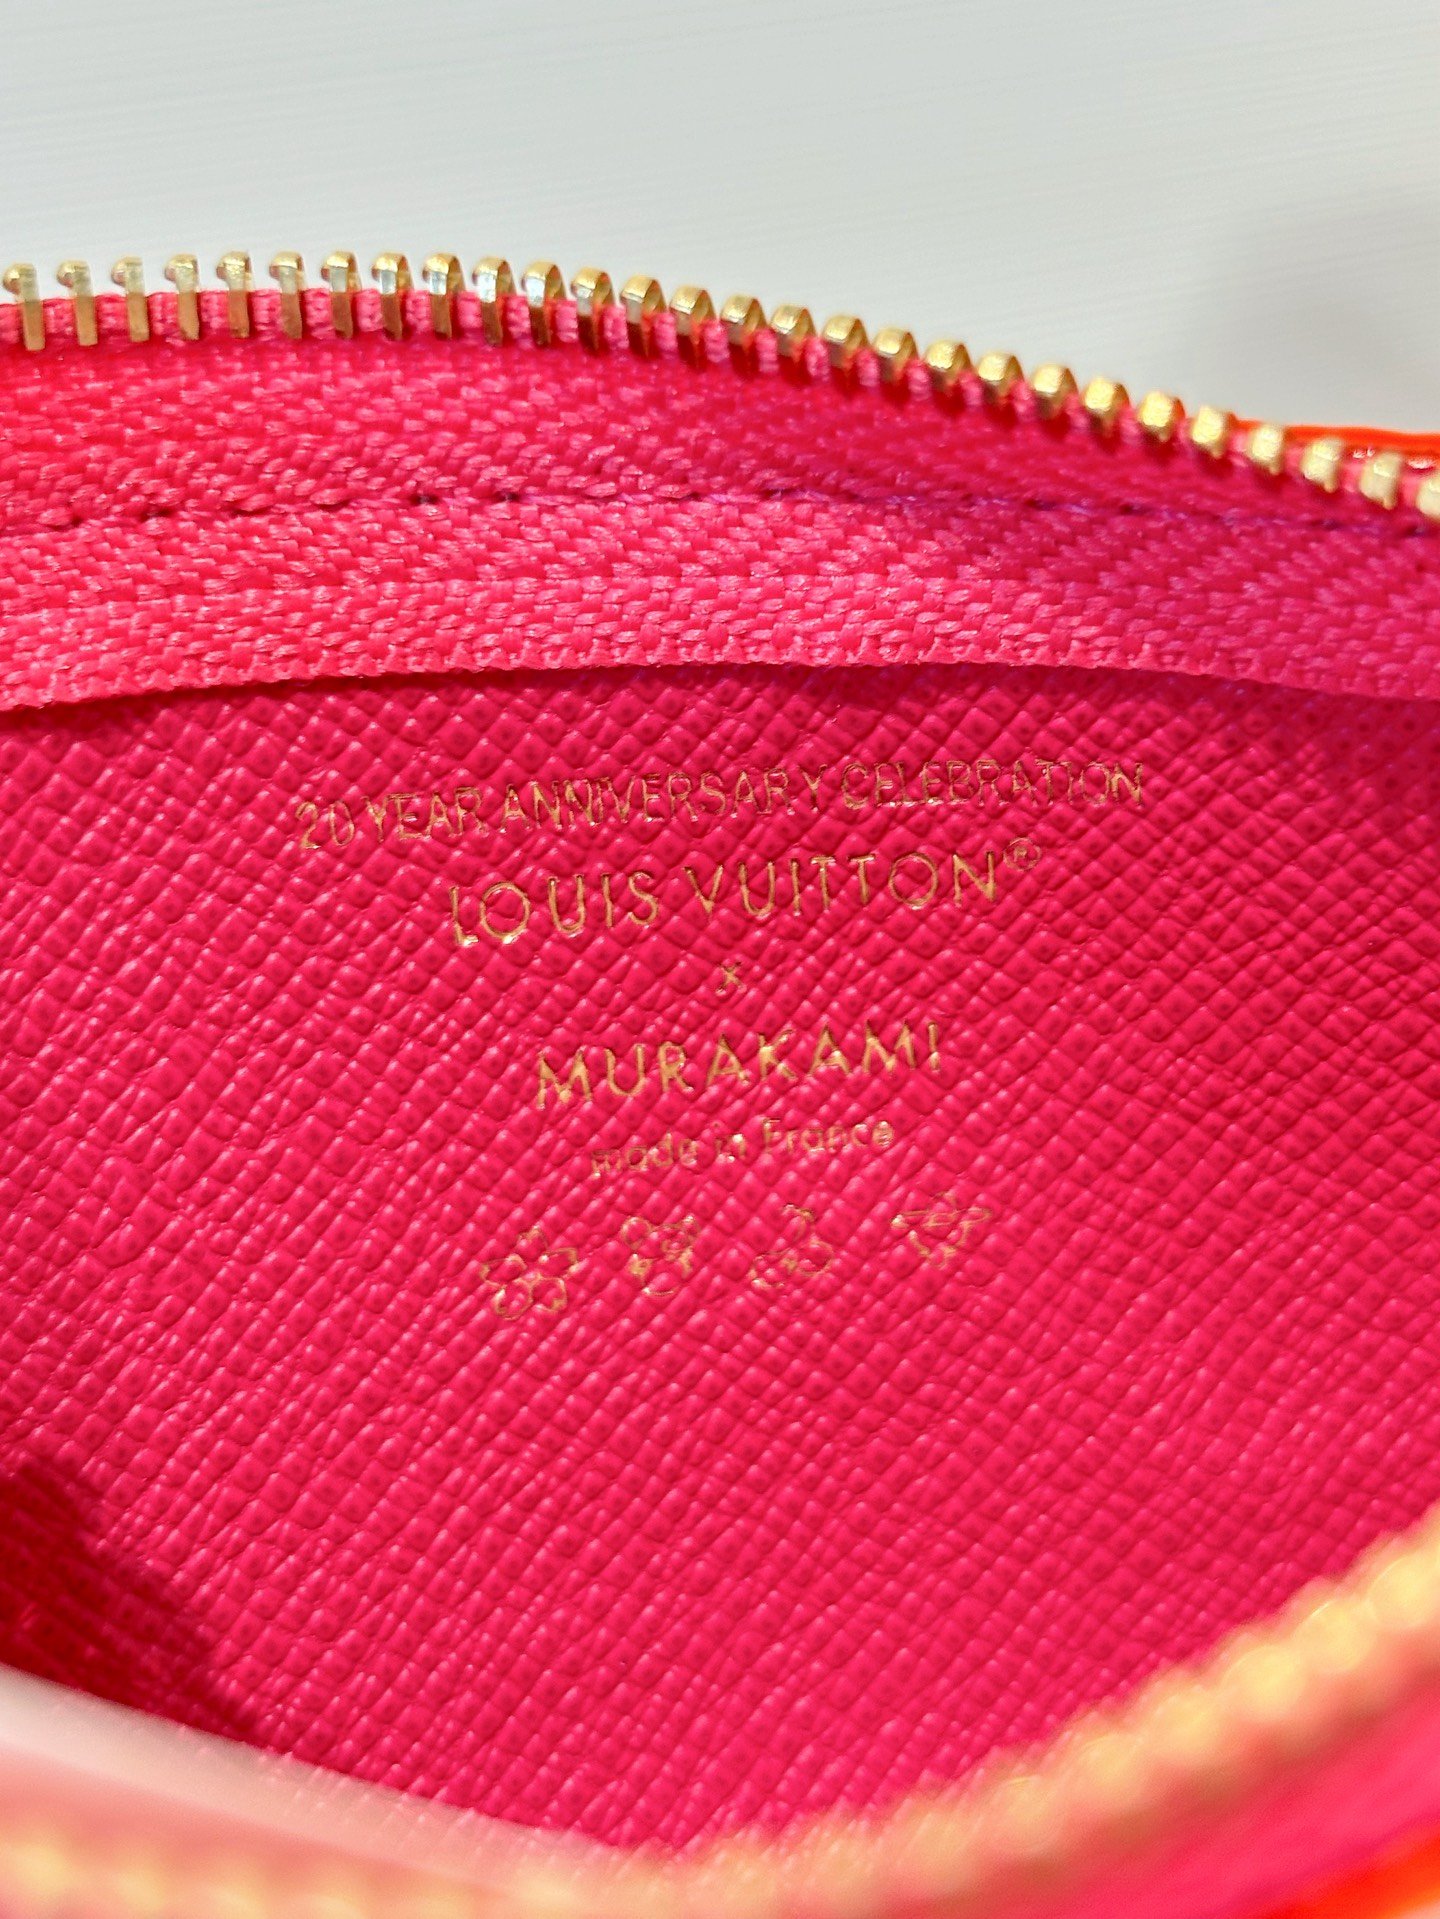 20 YEAR ANNIVERSARY CELEBRATION
LOUIS VUITTON®
x
MURAKAMI
made in France